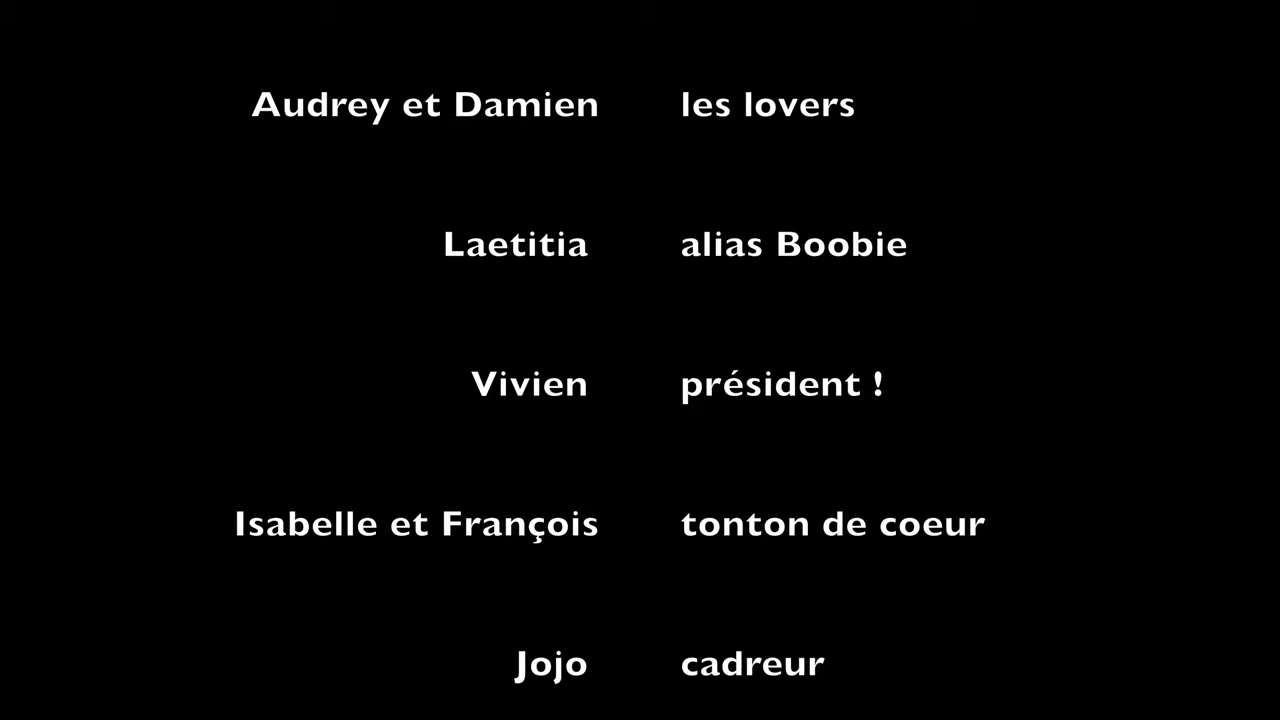 Audrey et Damien les lovers
Laetitia alias Boobie
Vivien président !
Isabelle et François tonton de coeur
Jojo cadreur